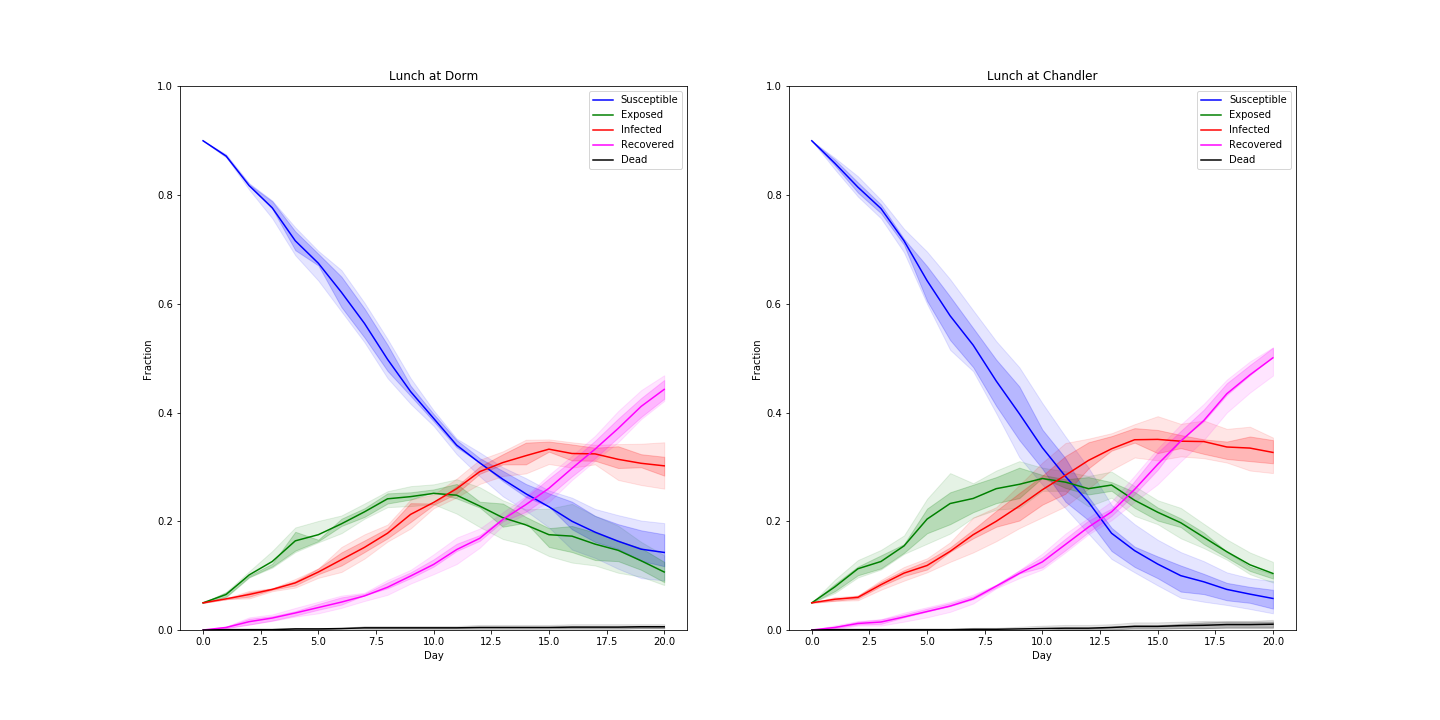 Lunch at Dorm
1.0
0.8
0.6
0.4
0.2
0.0
Fraction
0.0 2.5 5.0 7.5 10.0 12.5 15.0 17.5 20.0
Day
Susceptible
Exposed
Infected
Recovered
Dead
Lunch at Chandler
1.0
0.8
0.6
0.4
0.2
0.0
Fraction
0.0 2.5 5.0 7.5 10.0 12.5 15.0 17.5 20.0
Day
Susceptible
Exposed
Infected
Recovered
Dead